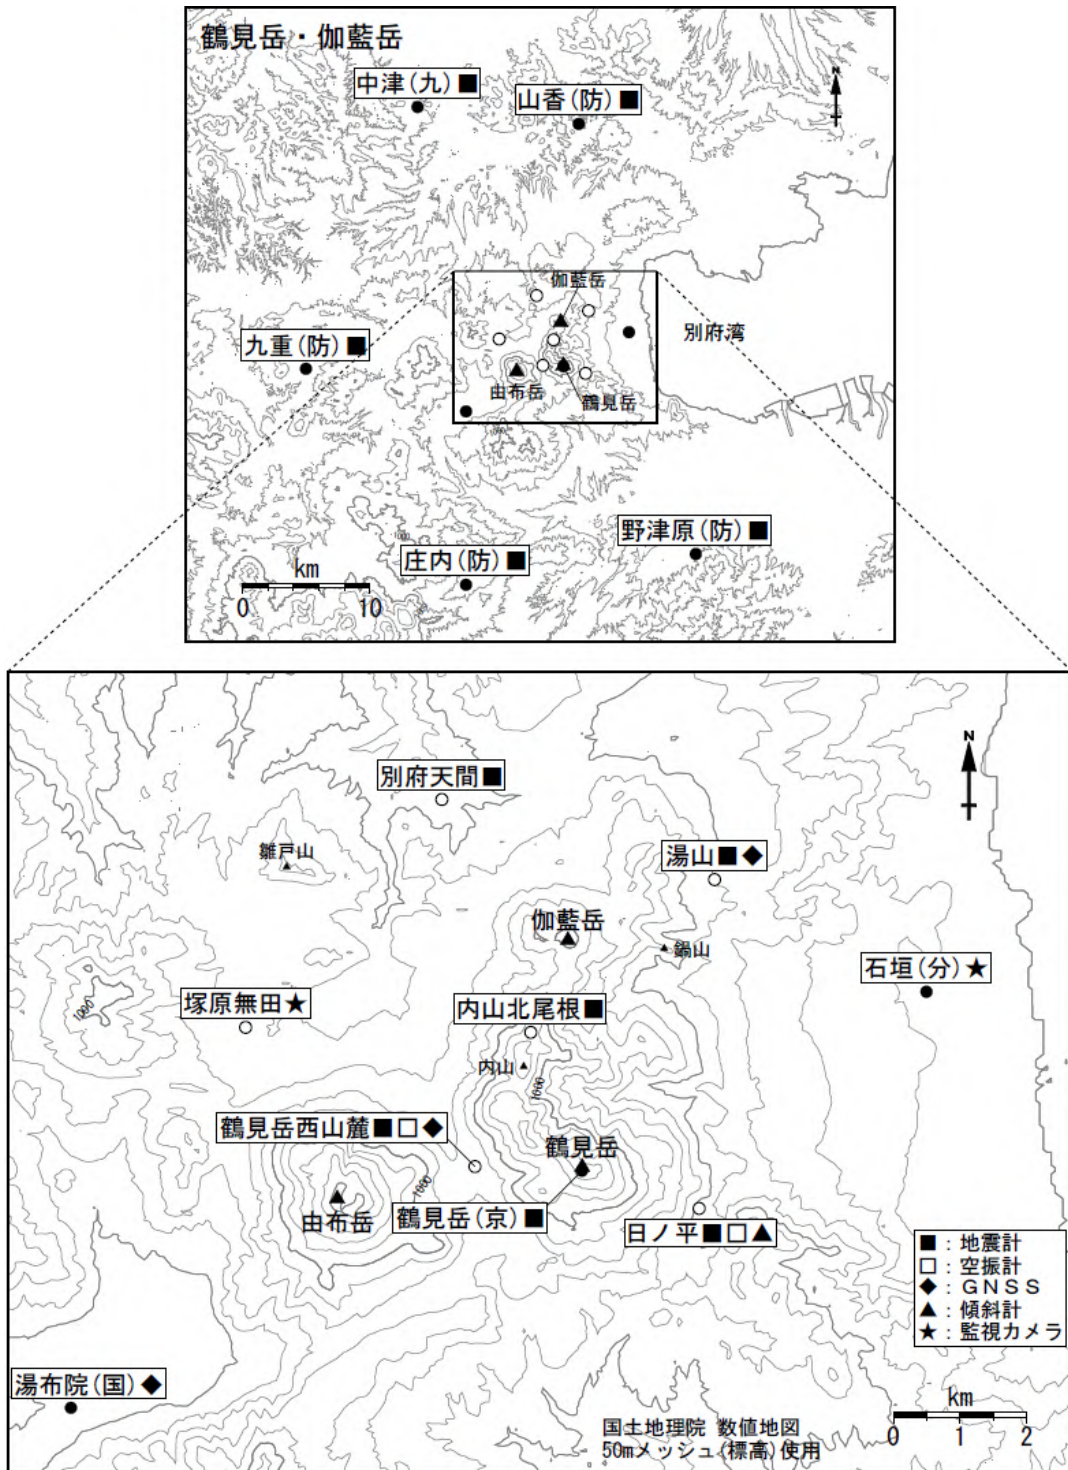 鶴見岳・伽藍岳
中津(九)■
山香(防)■
N
伽藍岳
別府湾
九重(防)■
由布岳
鶴見岳
野津原(防)■
庄内(防)■
km
0 10
N
別府天間■
雛戸山
湯山■◆
伽藍岳
鍋山
石垣(分)★
塚原無田★
1000
内山北尾根■
内山
1000
鶴見岳西山麓■□◆
鶴見岳
1000
鶴見岳(京)■
由布岳
日ノ平■□▲
■:地震計
□:空振計
◆:GNSS
▲:傾斜計
★:監視カメラ
湯布院(国)◆
km
0 1 2
国土地理院 数値地図
50mメッシュ(標高)使用